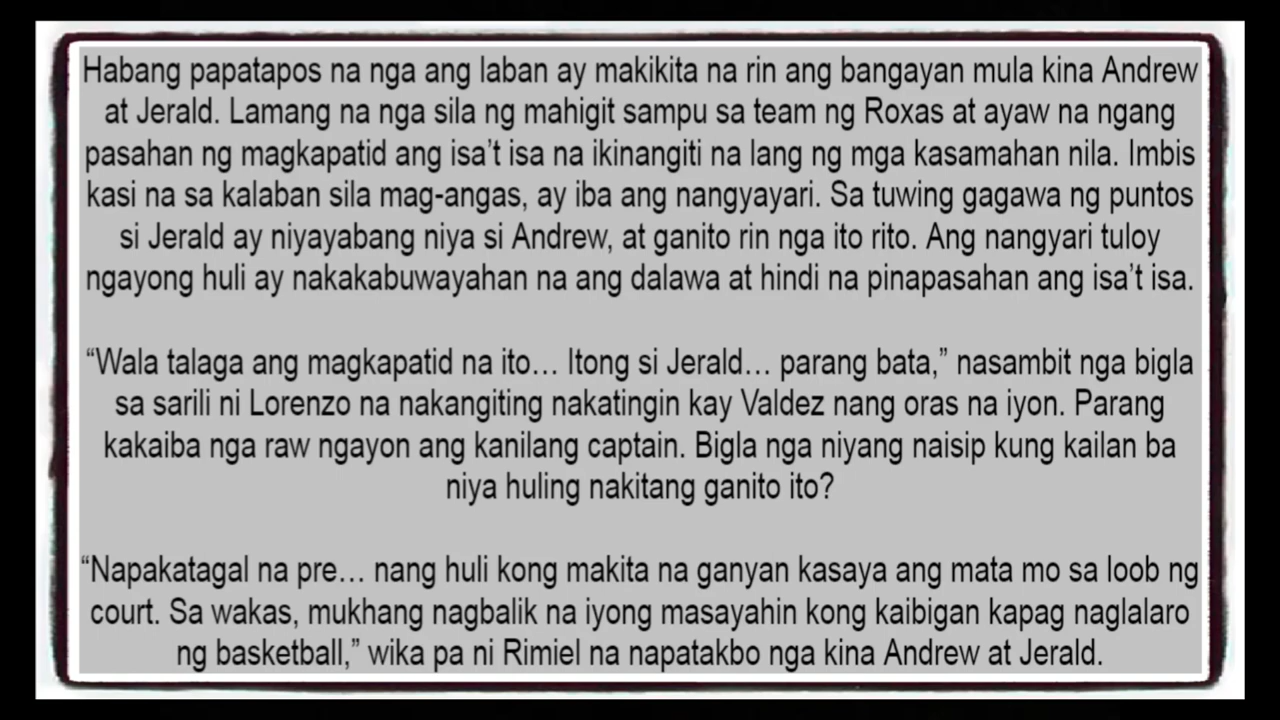 Habang papatapos na nga ang laban ay makikita na rin ang bangayan mula kina Andrew
at Jerald. Lamang na nga sila ng mahigit sampu sa team ng Roxas at ayaw na ngang
pasahan ng magkapatid ang isa’t isa na ikinangiti na lang ng mga kasamahan nila. Imbis
kasi na sa kalaban sila mag-angas, ay iba ang nangyayari. Sa tuwing gagawa ng puntos
si Jerald ay niyayabang niya si Andrew, at ganito rin nga ito rito. Ang nangyari tuloy
ngayong huli ay nakakabuwayahan na ang dalawa at hindi na pinapasahan ang isa’t isa.
“Wala talaga ang magkapatid na ito… Itong si Jerald… parang bata,” nasambit nga bigla
sa sarili ni Lorenzo na nakangiting nakatingin kay Valdez nang oras na iyon. Parang
kakaiba nga raw ngayon ang kanilang captain. Bigla nga niyang naisip kung kailan ba
niya huling nakitang ganito ito?
“Napakatagal na pre… nang huli kong makita na ganyan kasaya ang mata mo sa loob ng
court. Sa wakas, mukhang nagbalik na iyong masayahin kong kaibigan kapag naglalaro
ng basketball,” wika pa ni Rimiel na napatakbo nga kina Andrew at Jerald.